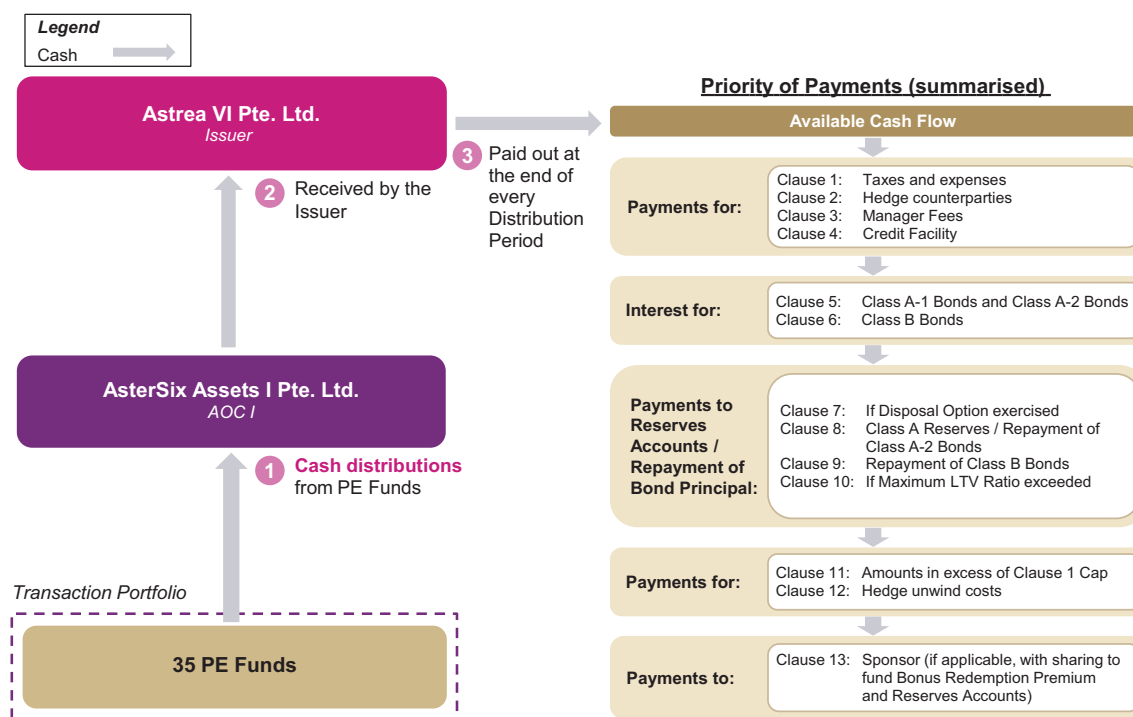 Legend
Cash
Astrea VI Pte. Ltd.
Issuer
2 Received by the
Issuer
3 Paid out at
the end of
every
Distribution
Period
AsterSix Assets I Pte. Ltd.
AOC I
1 Cash distributions
from PE Funds
Transaction Portfolio
35 PE Funds
Priority of Payments (summarised)
Available Cash Flow
Payments for:
Clause 1: Taxes and expenses
Clause 2: Hedge counterparties
Clause 3: Manager Fees
Clause 4: Credit Facility
Interest for:
Clause 5: Class A-1 Bonds and Class A-2 Bonds
Clause 6: Class B Bonds
Payments to
Reserves
Accounts /
Repayment of
Bond Principal:
Clause 7: If Disposal Option exercised
Clause 8: Class A Reserves / Repayment of
Class A-2 Bonds
Clause 9: Repayment of Class B Bonds
Clause 10: If Maximum LTV Ratio exceeded
Payments for:
Clause 11: Amounts in excess of Clause 1 Cap
Clause 12: Hedge unwind costs
Payments to:
Clause 13: Sponsor (if applicable, with sharing to
fund Bonus Redemption Premium
and Reserves Accounts)